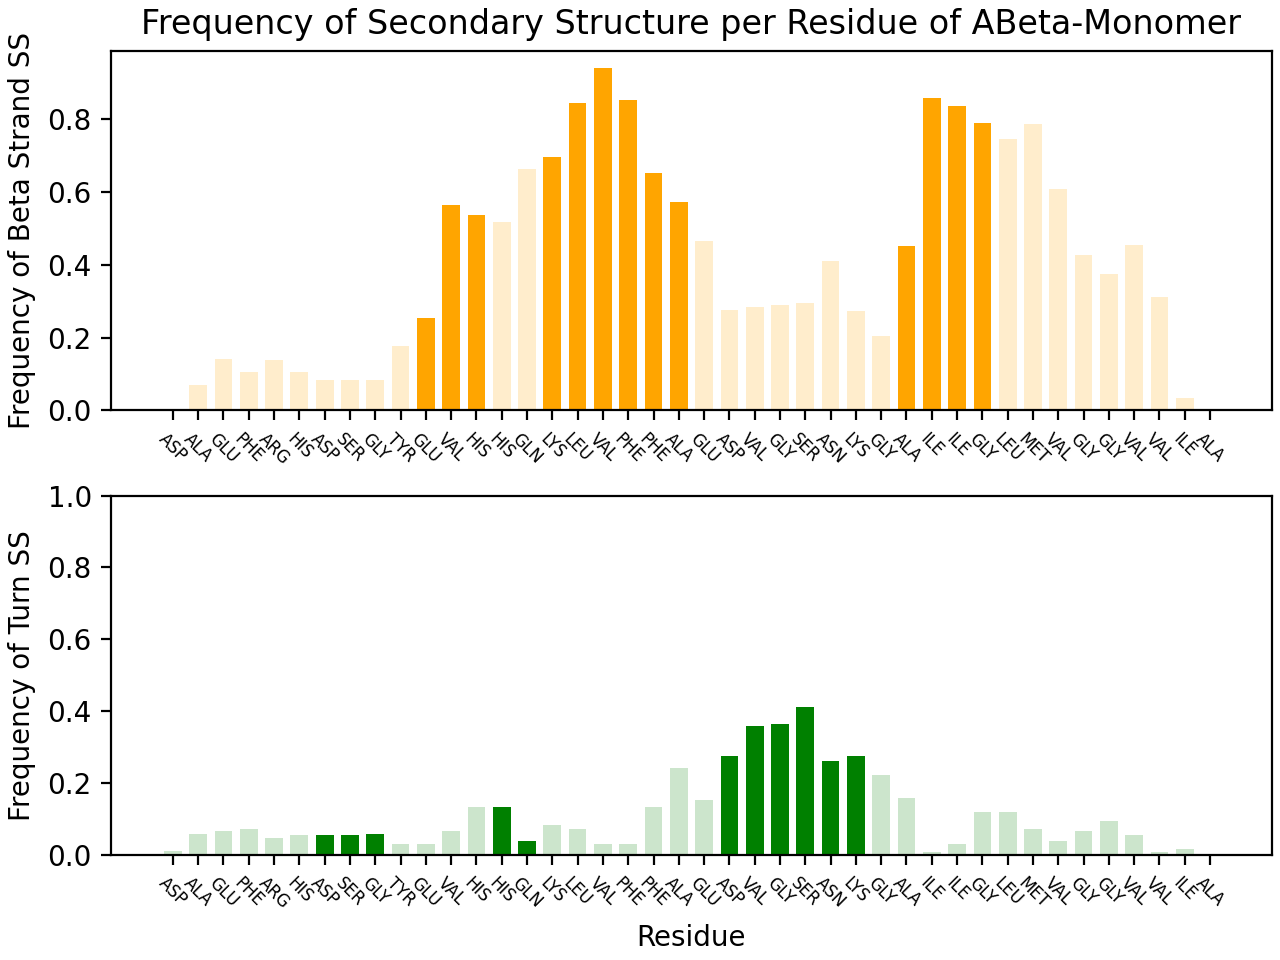 Frequency of Secondary Structure per Residue of ABeta-Monomer
Frequency of Beta Strand SS
0.8
0.6
0.4
0.2
0.0
ASP ALA GLU PHE ARG HIS ASP SER GLY TYR GLU VAL HIS HIS GLN LYS LEU VAL PHE PHE ALA GLU ASP VAL GLY SER ASN LYS GLY ALA ILE ILE GLY LEU MET VAL GLY GLY VAL VAL ILE ALA
Frequency of Turn SS
1.0
0.8
0.6
0.4
0.2
0.0
ASP ALA GLU PHE ARG HIS ASP SER GLY TYR GLU VAL HIS HIS GLN LYS LEU VAL PHE PHE ALA GLU ASP VAL GLY SER ASN LYS GLY ALA ILE ILE GLY LEU MET VAL GLY GLY VAL VAL ILE ALA
Residue